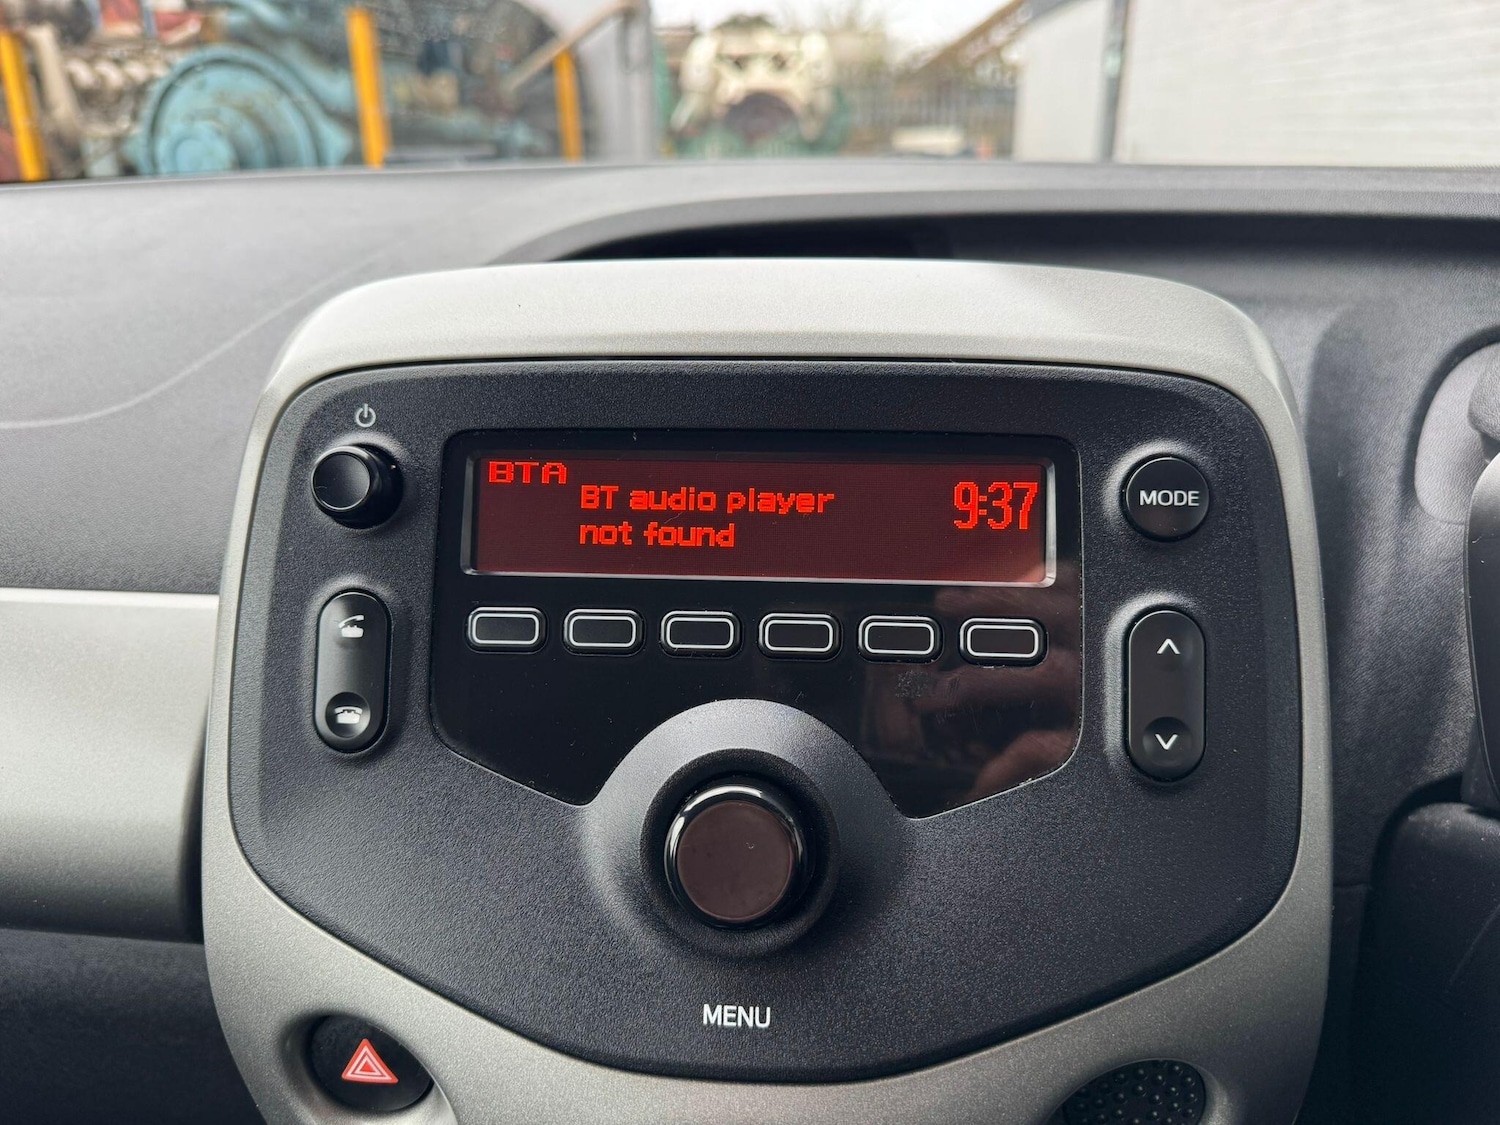 BTA
BT audio player
not found
9:37
MODE
MENU